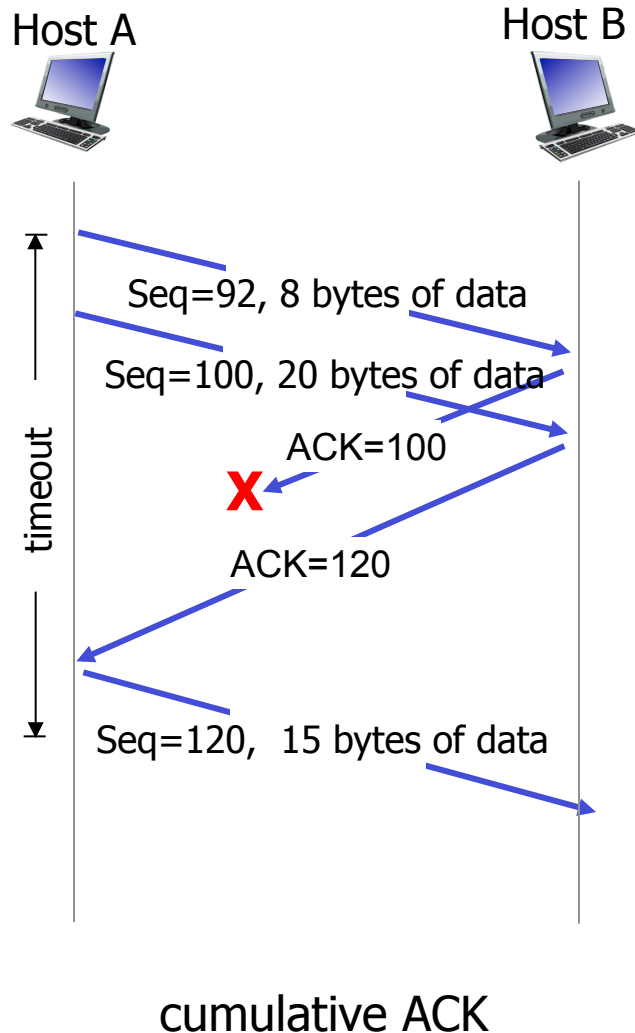 Host A
Host B
Seq=92, 8 bytes of data
Seq=100, 20 bytes of data
ACK=100
X
timeout
ACK=120
Seq=120,  15 bytes of data
cumulative ACK